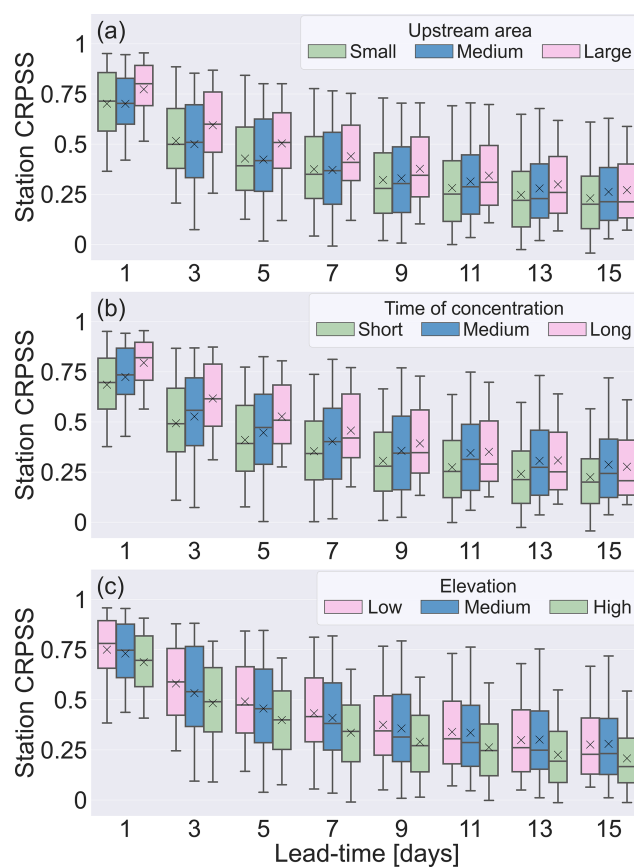 (a)
Upstream area
Small Medium Large
Station CRPSS
1
0.75
0.5
0.25
0
1 3 5 7 9 11 13 15
(b)
Time of concentration
Short Medium Long
Station CRPSS
1
0.75
0.5
0.25
0
1 3 5 7 9 11 13 15
(c)
Elevation
Low Medium High
Station CRPSS
1
0.75
0.5
0.25
0
1 3 5 7 9 11 13 15
Lead-time [days]